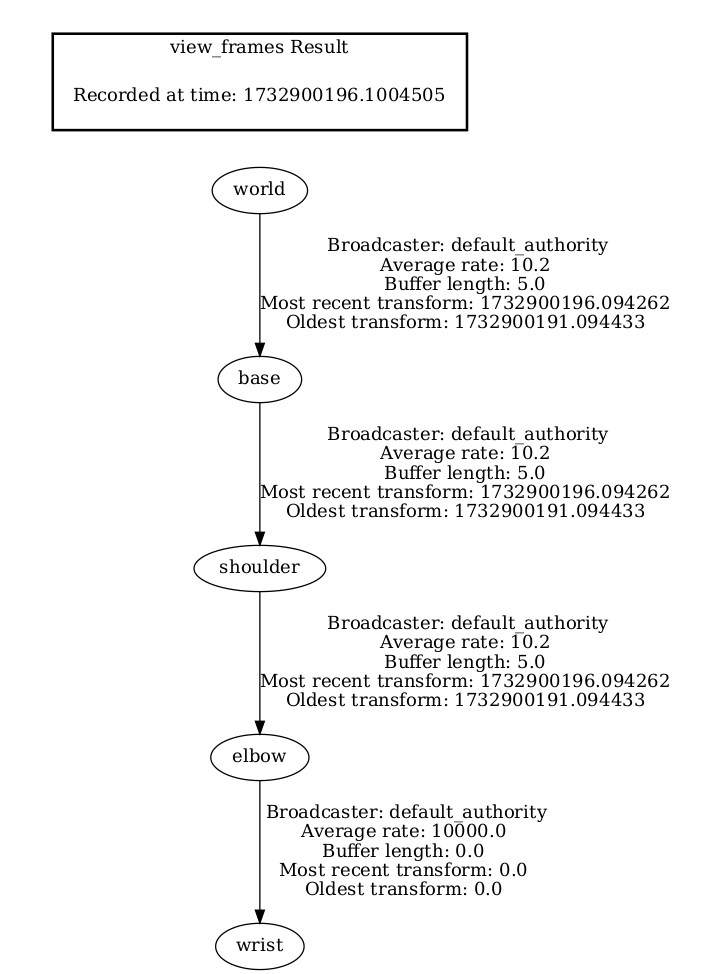 view_frames Result
Recorded at time: 1732900196.1004505
world
Broadcaster: default_authority
Average rate: 10.2
Buffer length: 5.0
Most recent transform: 1732900196.094262
Oldest transform: 1732900191.094433
base
Broadcaster: default_authority
Average rate: 10.2
Buffer length: 5.0
Most recent transform: 1732900196.094262
Oldest transform: 1732900191.094433
shoulder
Broadcaster: default_authority
Average rate: 10.2
Buffer length: 5.0
Most recent transform: 1732900196.094262
Oldest transform: 1732900191.094433
elbow
Broadcaster: default_authority
Average rate: 10000.0
Buffer length: 0.0
Most recent transform: 0.0
Oldest transform: 0.0
wrist